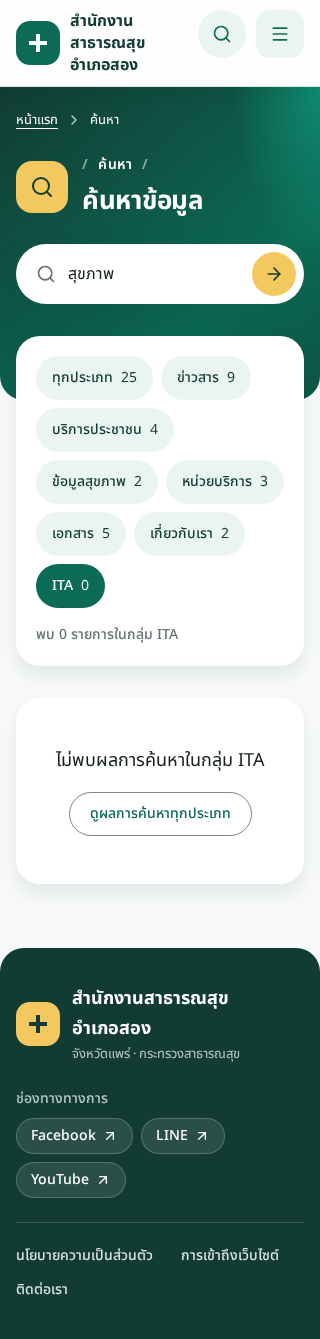 สำนักงาน
สาธารณสุข
อำเภอสอง
หน้าแรก > ค้นหา
/ ค้นหา /
ค้นหาข้อมูล
สุขภาพ
ทุกประเภท 25 ข่าวสาร 9
บริการประชาชน 4
ข้อมูลสุขภาพ 2 หน่วยบริการ 3
เอกสาร 5 เกี่ยวกับเรา 2
ITA 0
พบ 0 รายการในกลุ่ม ITA
ไม่พบผลการค้นหาในกลุ่ม ITA
ดูผลการค้นหาทุกประเภท
สำนักงานสาธารณสุข
อำเภอสอง
จังหวัดแพร่ · กระทรวงสาธารณสุข
ช่องทางทางการ
Facebook LINE
YouTube
นโยบายความเป็นส่วนตัว การเข้าถึงเว็บไซต์
ติดต่อเรา